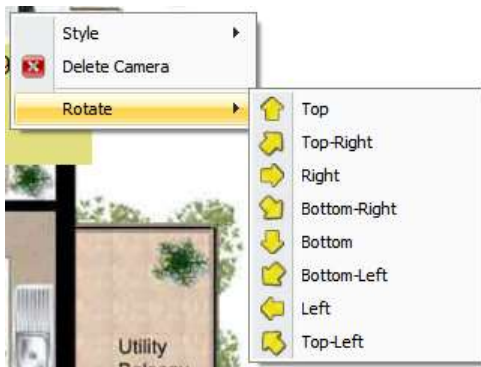 Style
Delete Camera
Rotate
Top
Top-Right
Right
Bottom-Right
Bottom
Bottom-Left
Left
Top-Left
Utility